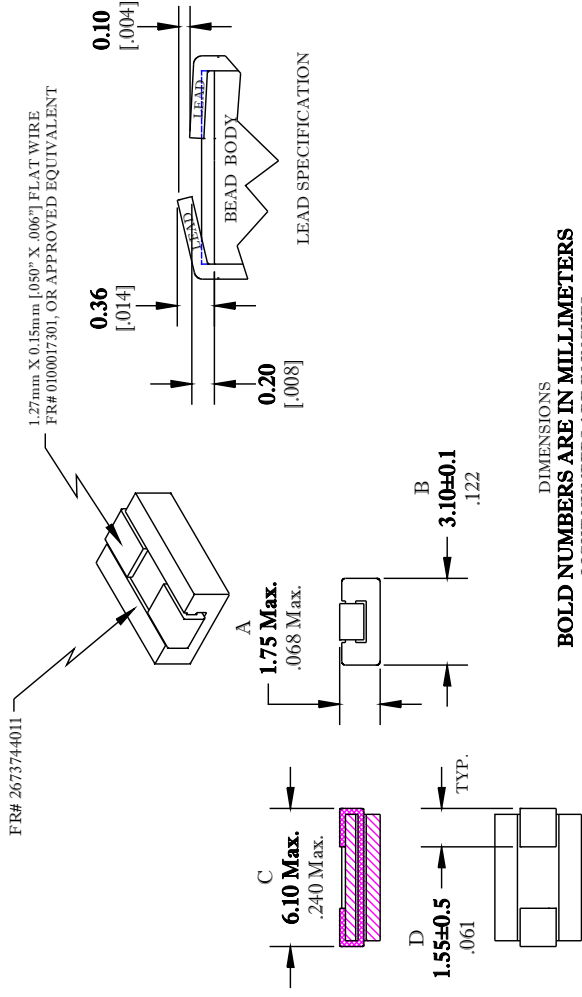 1.27mm X 0.15mm [.050" X .006"] FLAT WIRE
FR# 0100017301, OR APPROVED EQUIVALENT
FR# 2673744011
0.10
[.004]
0.36
[.014]
0.20
[.008]
LEAD
LEAD
BEAD BODY
LEAD SPECIFICATION
A
1.75 Max.
.068 Max.
B
3.10±0.1
.122
C
6.10 Max.
.240 Max.
D
1.55±0.5
.061
TYP.
DIMENSIONS
BOLD NUMBERS ARE IN MILLIMETERS